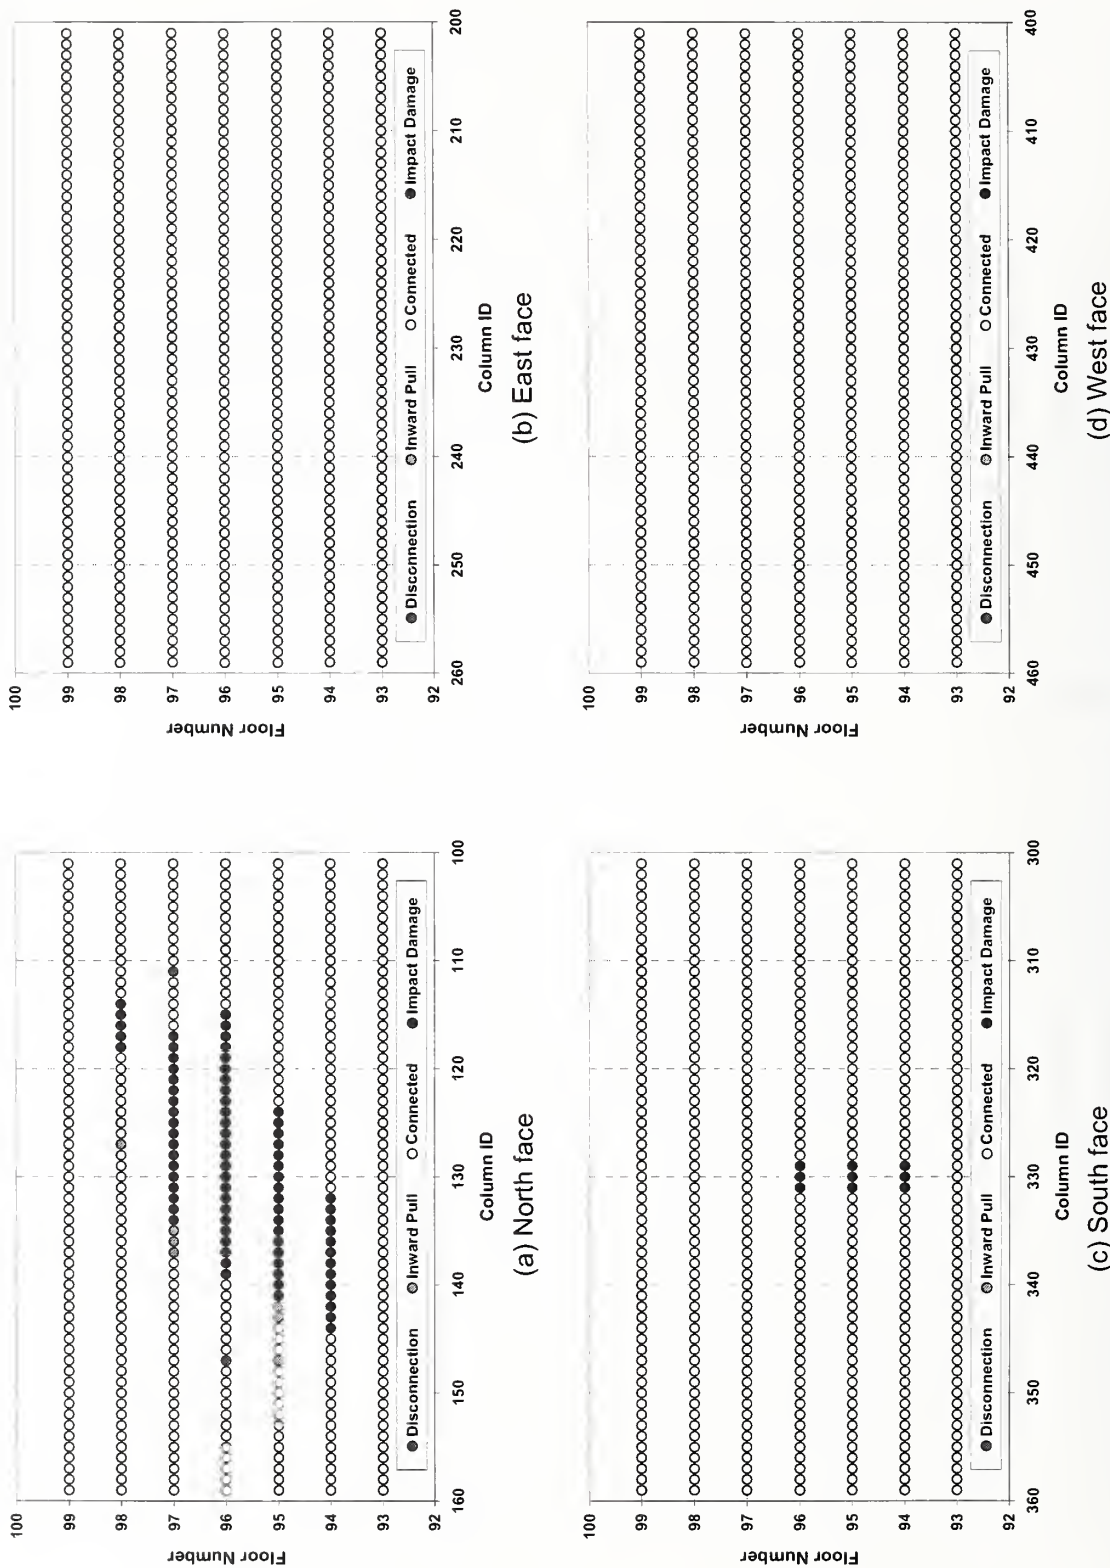 100
99
98
97
96
95
94
93
92
Floor Number
160
150
140
130
120
110
100
Disconnection
Inward Pull
Connected
Impact Damage
Column ID
(a) North face
100
99
98
97
96
95
94
93
92
Floor Number
260
250
240
230
220
210
200
Disconnection
Inward Pull
Connected
Impact Damage
Column ID
(b) East face
100
99
98
97
96
95
94
93
92
Floor Number
360
350
340
330
320
310
300
Disconnection
Inward Pull
Connected
Impact Damage
Column ID
(c) South face
100
99
98
97
96
95
94
93
92
Floor Number
460
450
440
430
420
410
400
Disconnection
Inward Pull
Connected
Impact Damage
Column ID
(d) West face